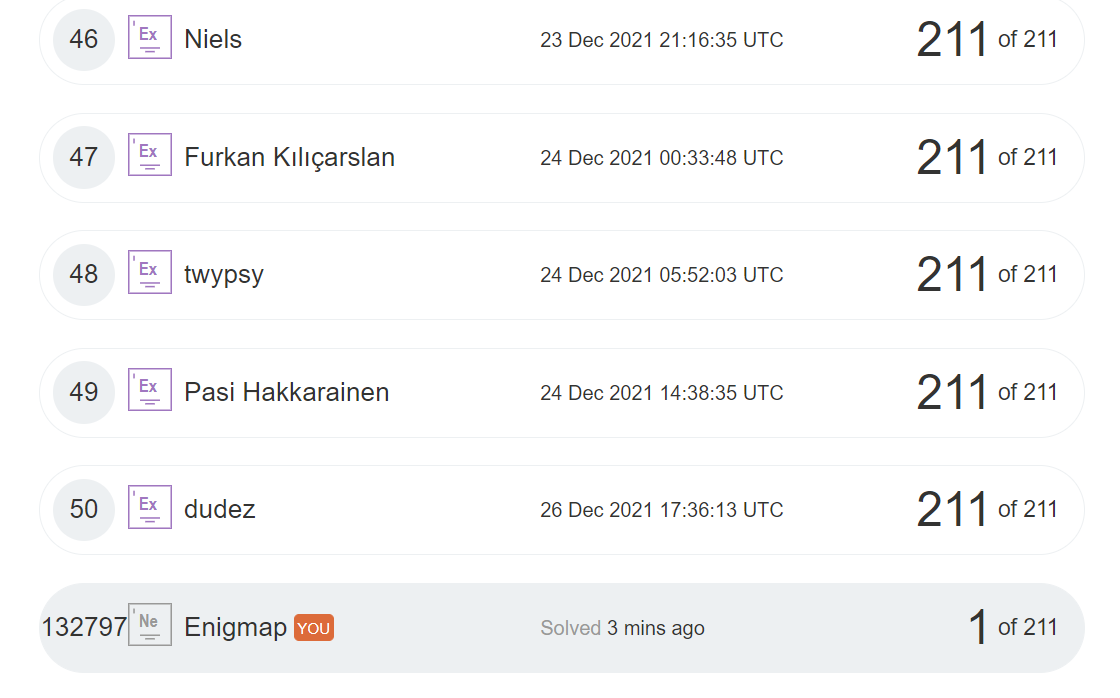 46 Ex Niels 23 Dec 2021 21:16:35 UTC 211 of 211
47 Ex Furkan Kılıçarslan 24 Dec 2021 00:33:48 UTC 211 of 211
48 Ex twypsy 24 Dec 2021 05:52:03 UTC 211 of 211
49 Ex Pasi Hakkarainen 24 Dec 2021 14:38:35 UTC 211 of 211
50 Ex dudez 26 Dec 2021 17:36:13 UTC 211 of 211
132797 Ne Enigmap YOU Solved 3 mins ago 1 of 211